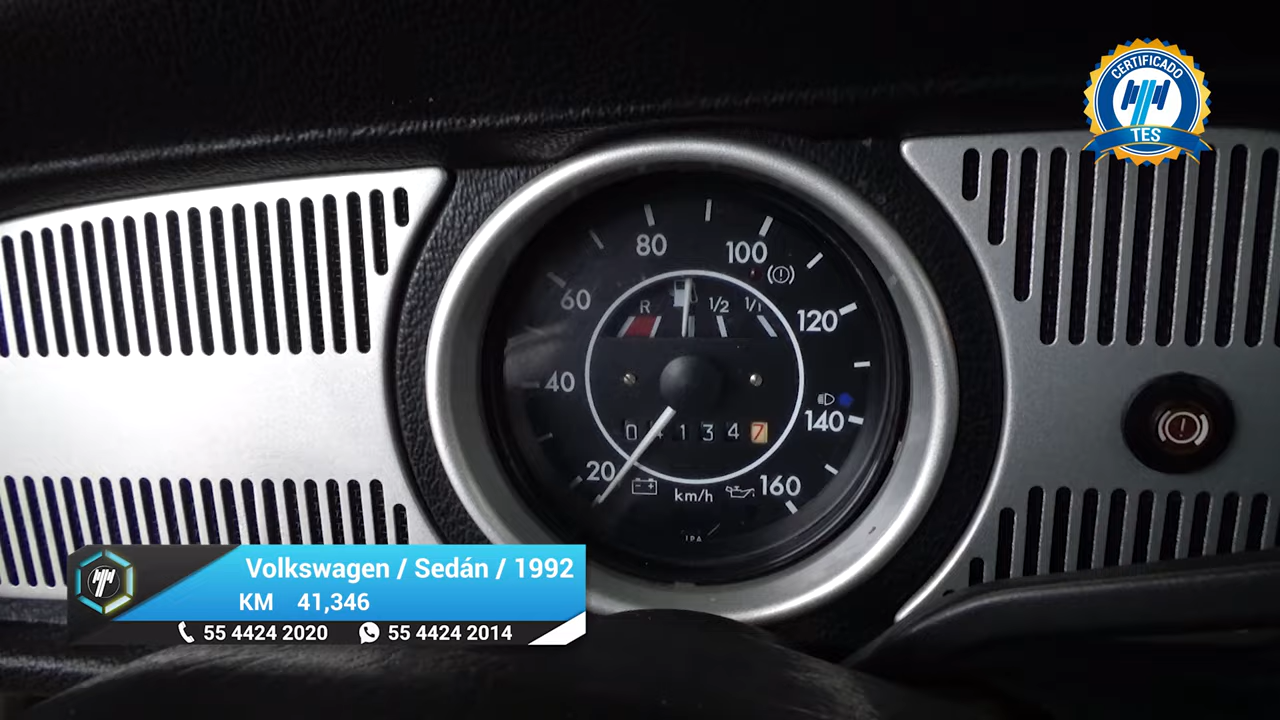 CERTIFICADO
TES
80
100
60
R
1/2
1/1
120
40
140
0 4 1 3 4 7
20
km/h
160
Volkswagen / Sedán / 1992
KM 41,346
55 4424 2020 55 4424 2014